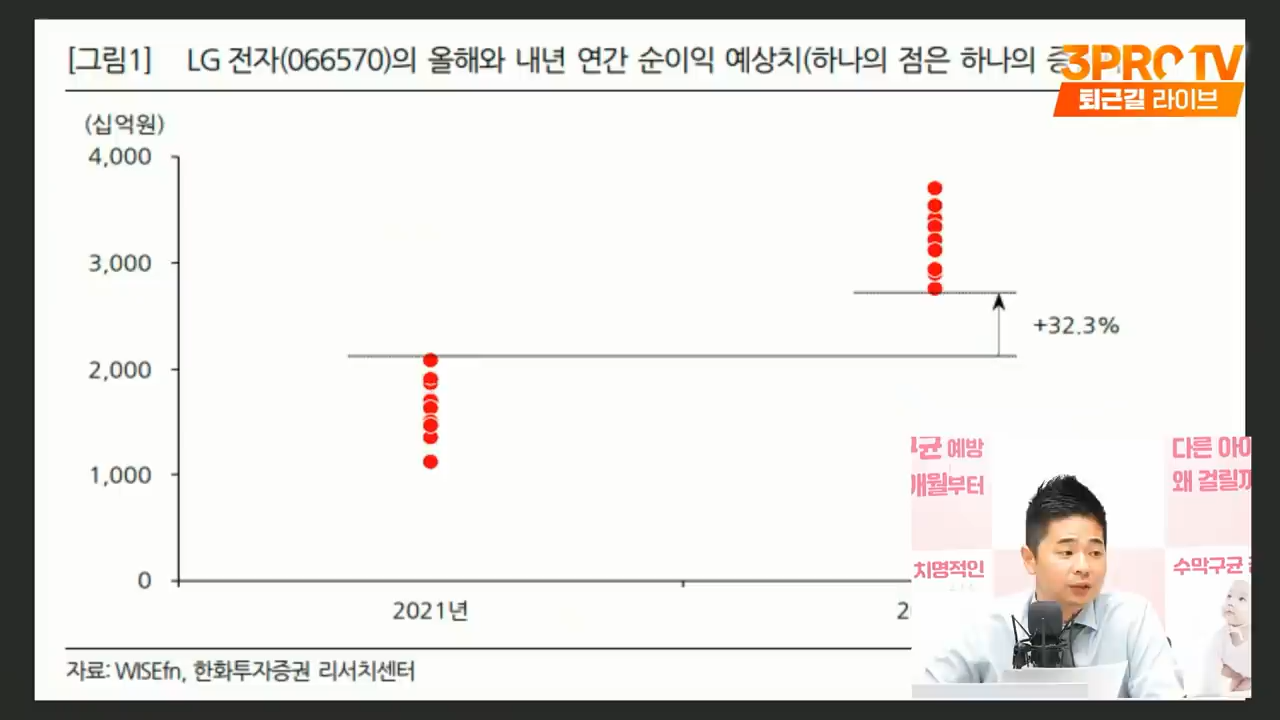 [그림1] LG 전자(066570)의 올해와 내년 연간 순이익 예상치(하나의 점은 하나의
3PRO TV
퇴근길 라이브
(십억원)
4,000
3,000
2,000
1,000
0
+32.3%
2021년
자료: WISEfn, 한화투자증권 리서치센터
구균 예방
개월부터
치명적인
다른
왜 걸릴까
수막구균